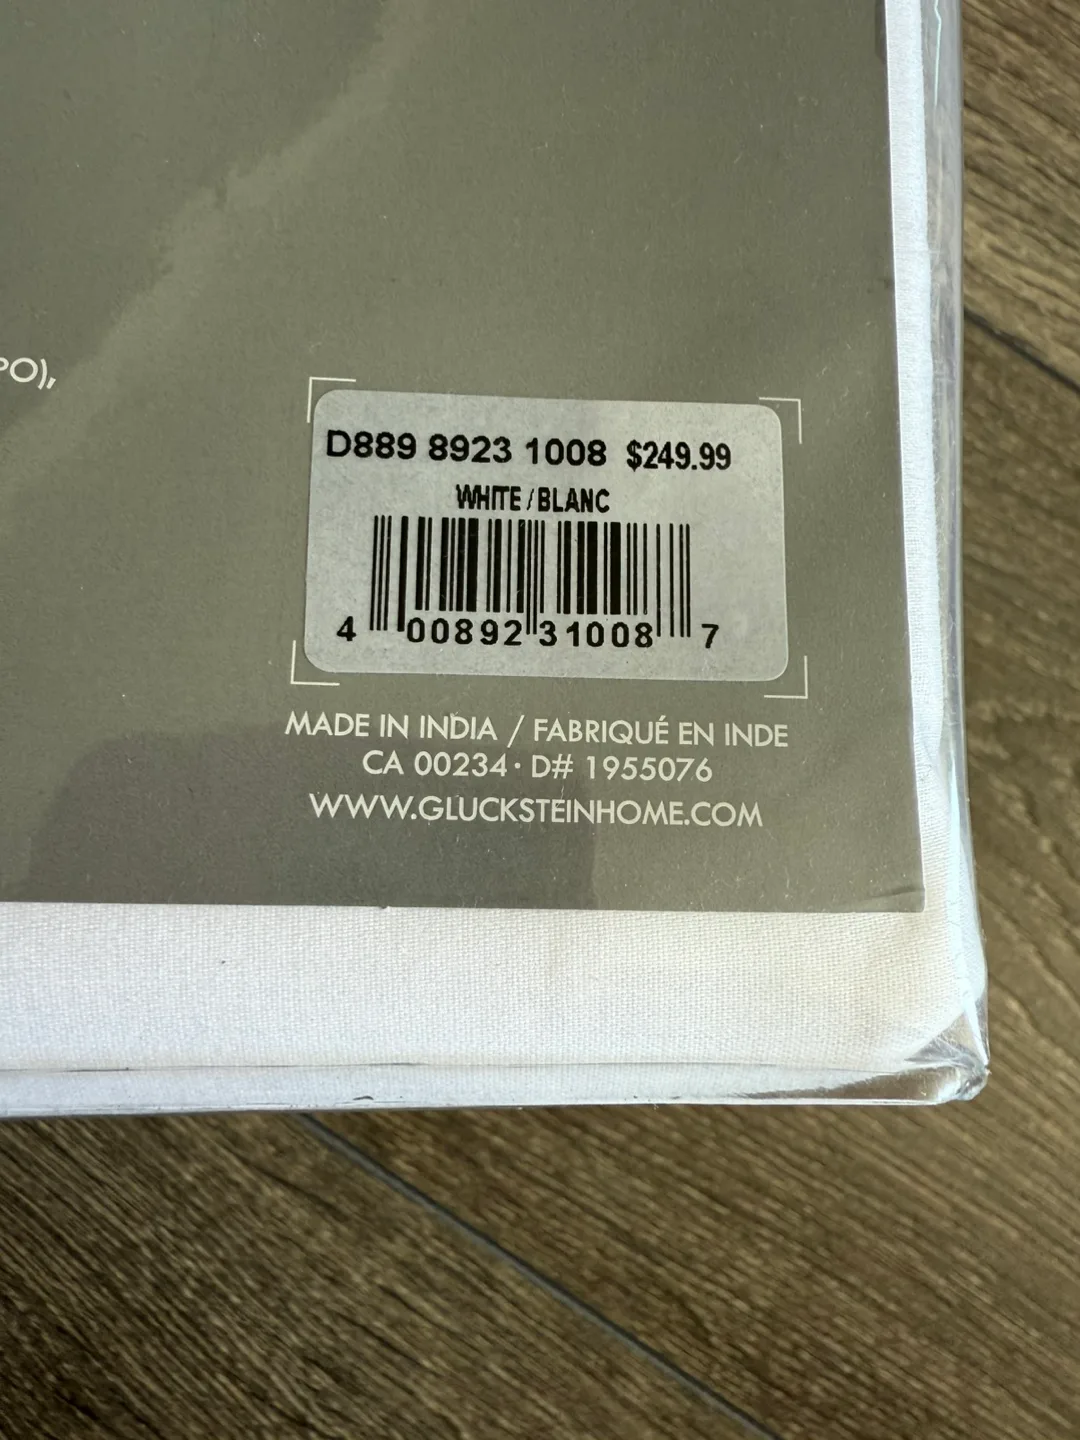 PO),
D889 8923 1008 $249.99
WHITE/BLANC
4 00892 31008 7
MADE IN INDIA / FABRIQUÉ EN INDE
CA 00234 · D# 1955076
WWW.GLUCKSTEINHOME.COM